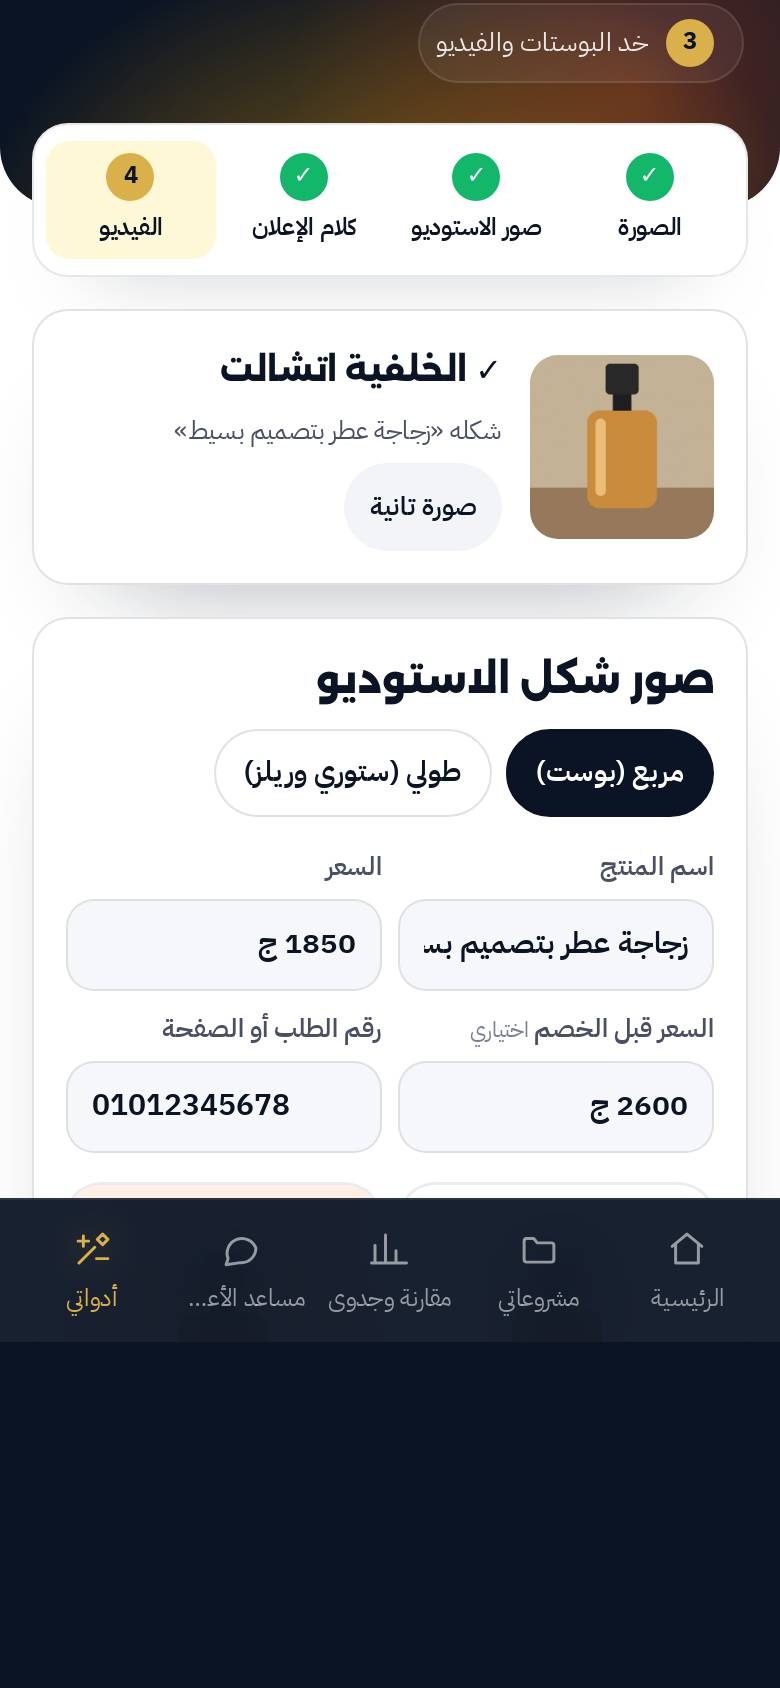 3 خد البوستات والفيديو
✓ ✓ ✓ 4
الصورة صور الاستوديو كلام الإعلان الفيديو
✓ الخلفية اتشالت
شكله «زجاجة عطر بتصميم بسيط»
صورة تانية
صور شكل الاستوديو
مربع (بوست) طولي (ستوري وريلز)
اسم المنتج السعر
زجاجة عطر بتصميم بس 1850 ج
السعر قبل الخصم اختياري رقم الطلب أو الصفحة
2600 ج 01012345678
الرئيسية مشروعاتي مقارنة وجدوى مساعد الأع... أدواتي